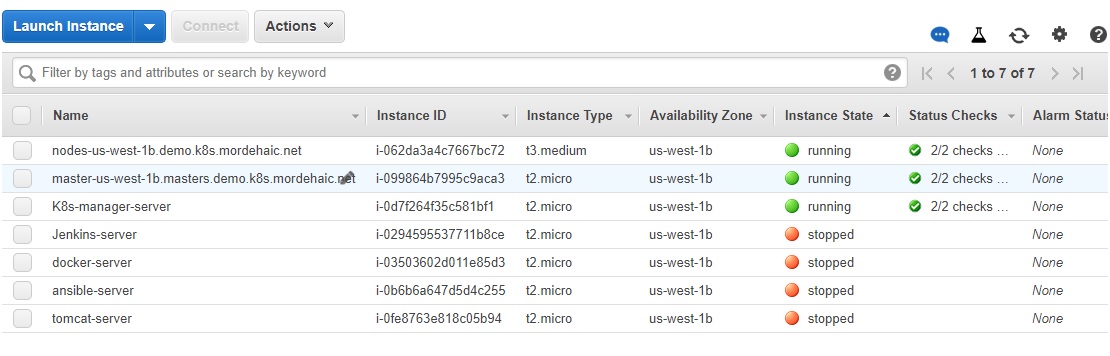 Launch Instance Connect Actions
Filter by tags and attributes or search by keyword 1 to 7 of 7
Name Instance ID Instance Type Availability Zone Instance State Status Checks Alarm Status
nodes-us-west-1b.demo.k8s.mordehaic.net i-062da3a4c7667bc72 t3.medium us-west-1b running 2/2 checks ... None
master-us-west-1b.masters.demo.k8s.mordehaic.net i-099864b7995c9aca3 t2.micro us-west-1b running 2/2 checks ... None
K8s-manager-server i-0d7f264f35c581bf1 t2.micro us-west-1b running 2/2 checks ... None
Jenkins-server i-0294595537711b8ce t2.micro us-west-1b stopped None
docker-server i-03503602d011e85d3 t2.micro us-west-1b stopped None
ansible-server i-0b6b6a647d5d4c255 t2.micro us-west-1b stopped None
tomcat-server i-0fe8763e818c05b94 t2.micro us-west-1b stopped None